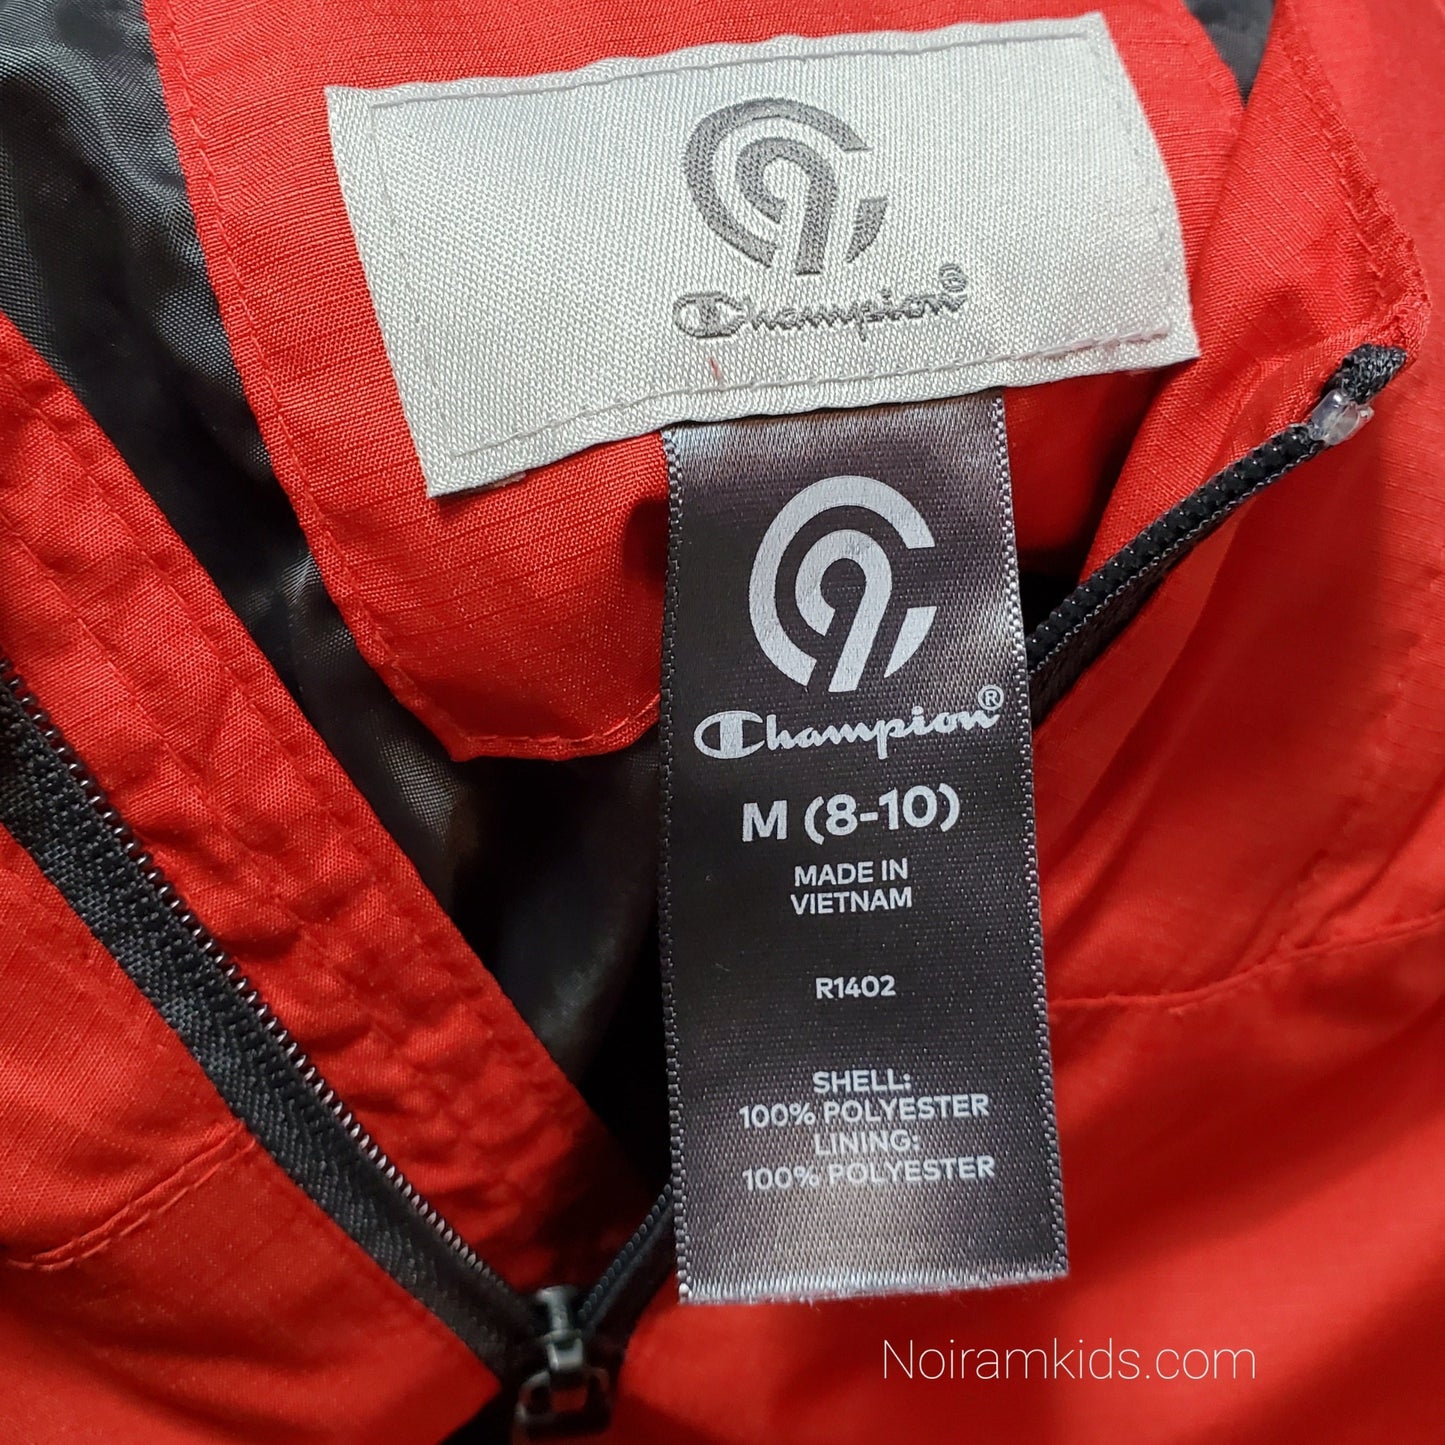 Champion®
Champion®
M (8-10)
MADE IN
VIETNAM
R1402
SHELL:
100% POLYESTER
LINING:
100% POLYESTER
Noiramkids.com